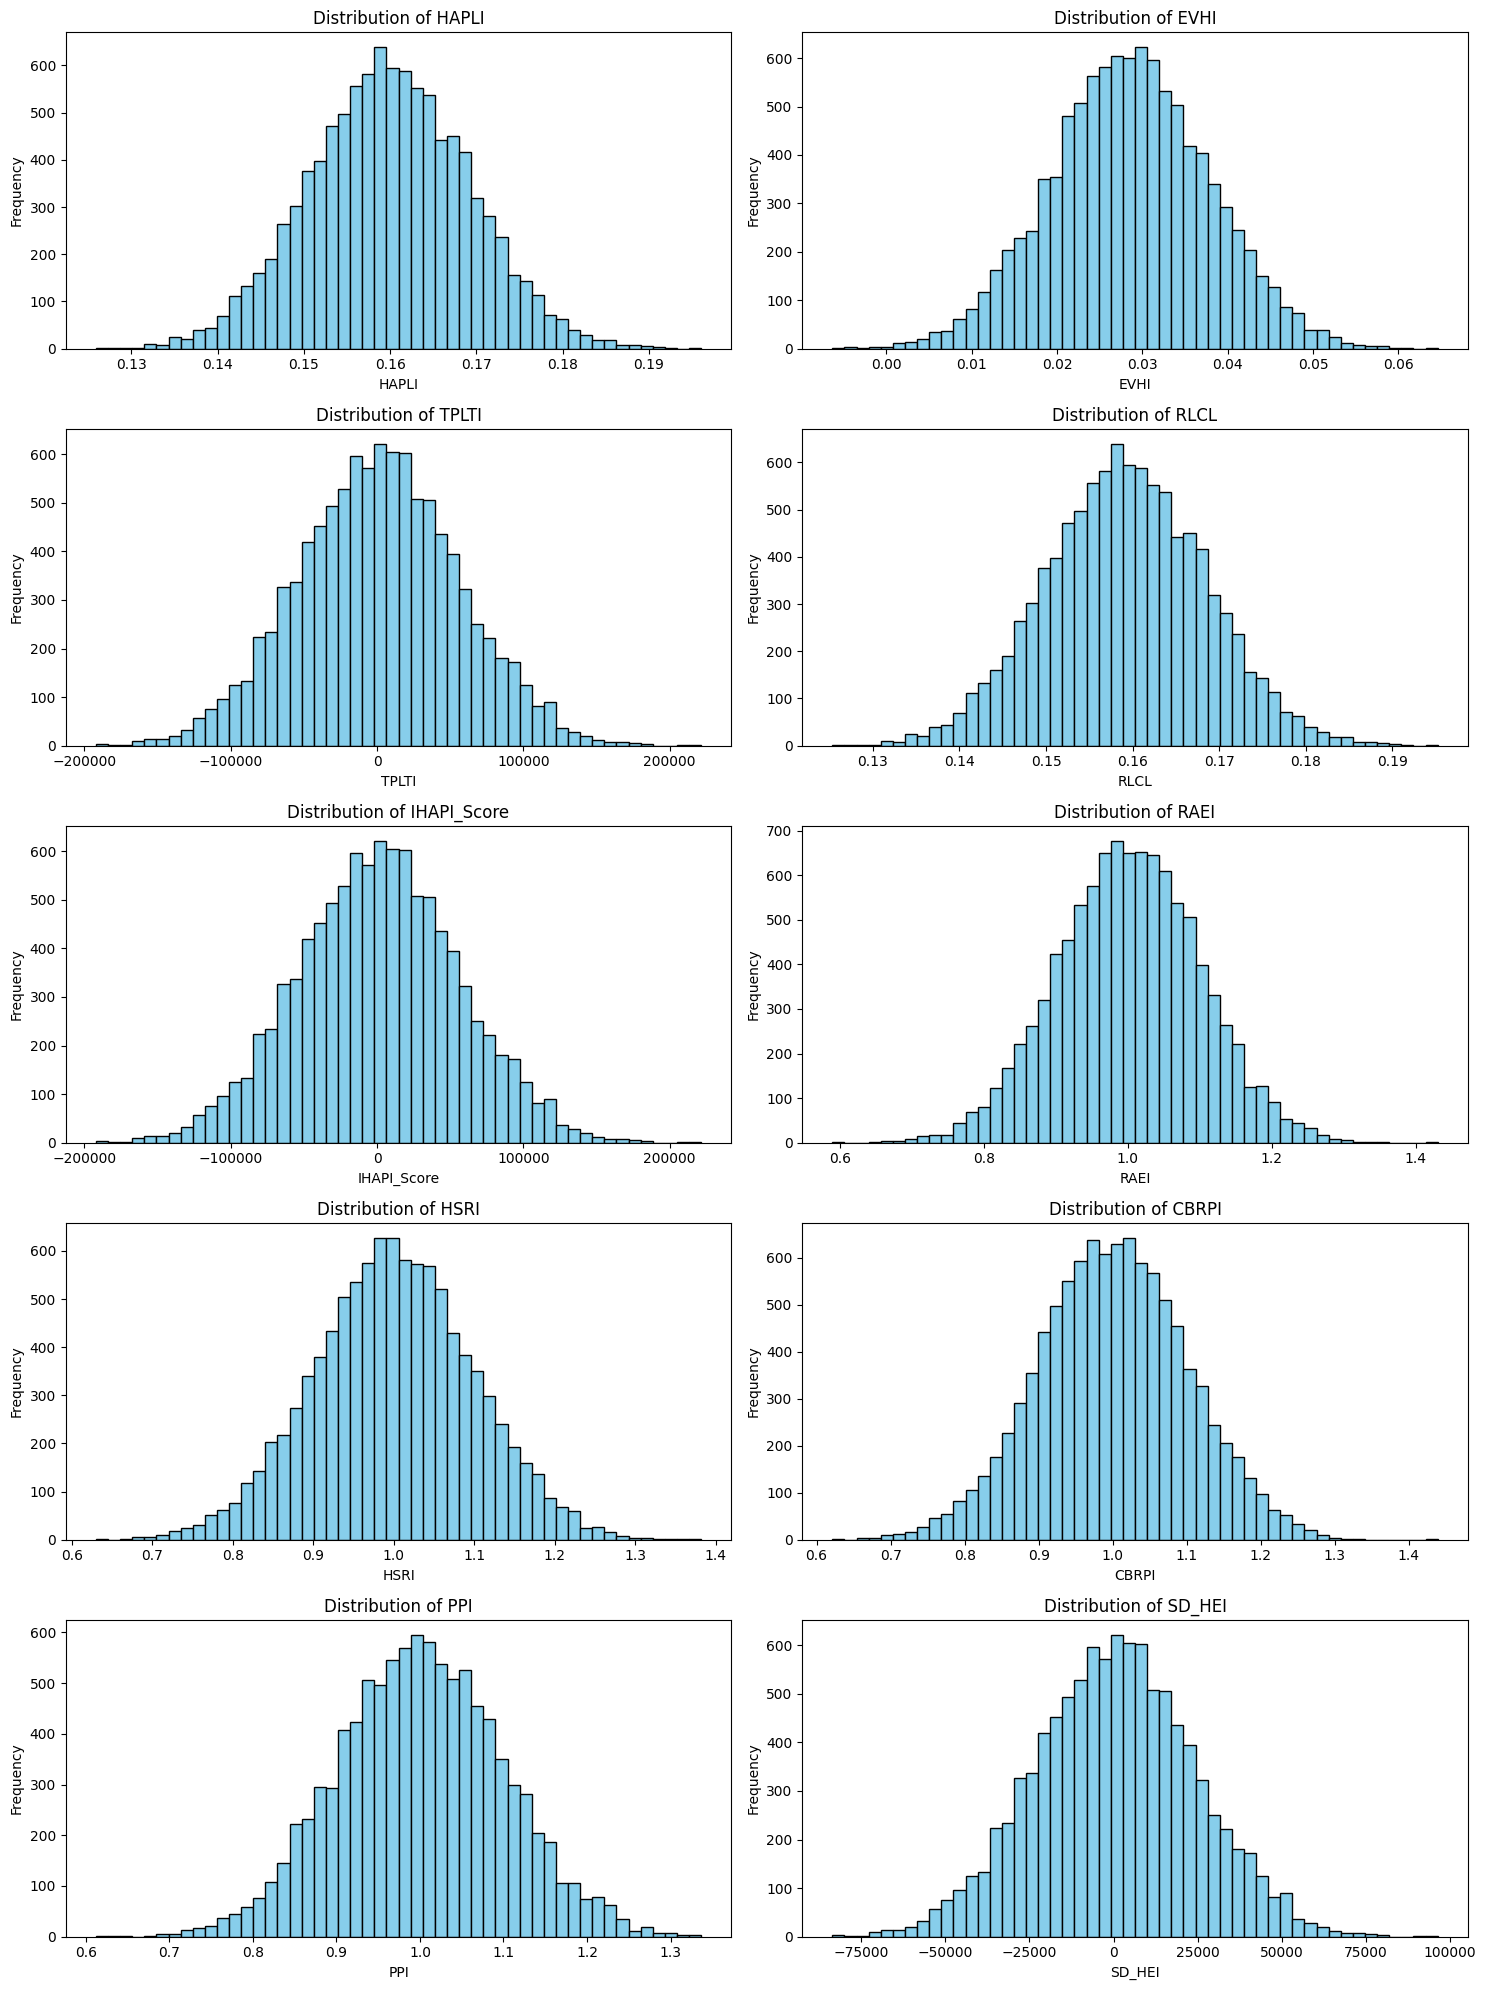 Distribution of HAPLI
600
500
400
300
200
100
0
Frequency
0.13 0.14 0.15 0.16 0.17 0.18 0.19
HAPLI
Distribution of EVHI
600
500
400
300
200
100
0
Frequency
0.00 0.01 0.02 0.03 0.04 0.05 0.06
EVHI
Distribution of TPLTI
600
500
400
300
200
100
0
Frequency
−200000 −100000 0 100000 200000
TPLTI
Distribution of RLCL
600
500
400
300
200
100
0
Frequency
0.13 0.14 0.15 0.16 0.17 0.18 0.19
RLCL
Distribution of IHAPI_Score
600
500
400
300
200
100
0
Frequency
−200000 −100000 0 100000 200000
IHAPI_Score
Distribution of RAEI
700
600
500
400
300
200
100
0
Frequency
0.6 0.8 1.0 1.2 1.4
RAEI
Distribution of HSRI
600
500
400
300
200
100
0
Frequency
0.6 0.7 0.8 0.9 1.0 1.1 1.2 1.3 1.4
HSRI
Distribution of CBRPI
600
500
400
300
200
100
0
Frequency
0.6 0.7 0.8 0.9 1.0 1.1 1.2 1.3 1.4
CBRPI
Distribution of PPI
600
500
400
300
200
100
0
Frequency
0.6 0.7 0.8 0.9 1.0 1.1 1.2 1.3
PPI
Distribution of SD_HEI
600
500
400
300
200
100
0
Frequency
−75000 −50000 −25000 0 25000 50000 75000 100000
SD_HEI